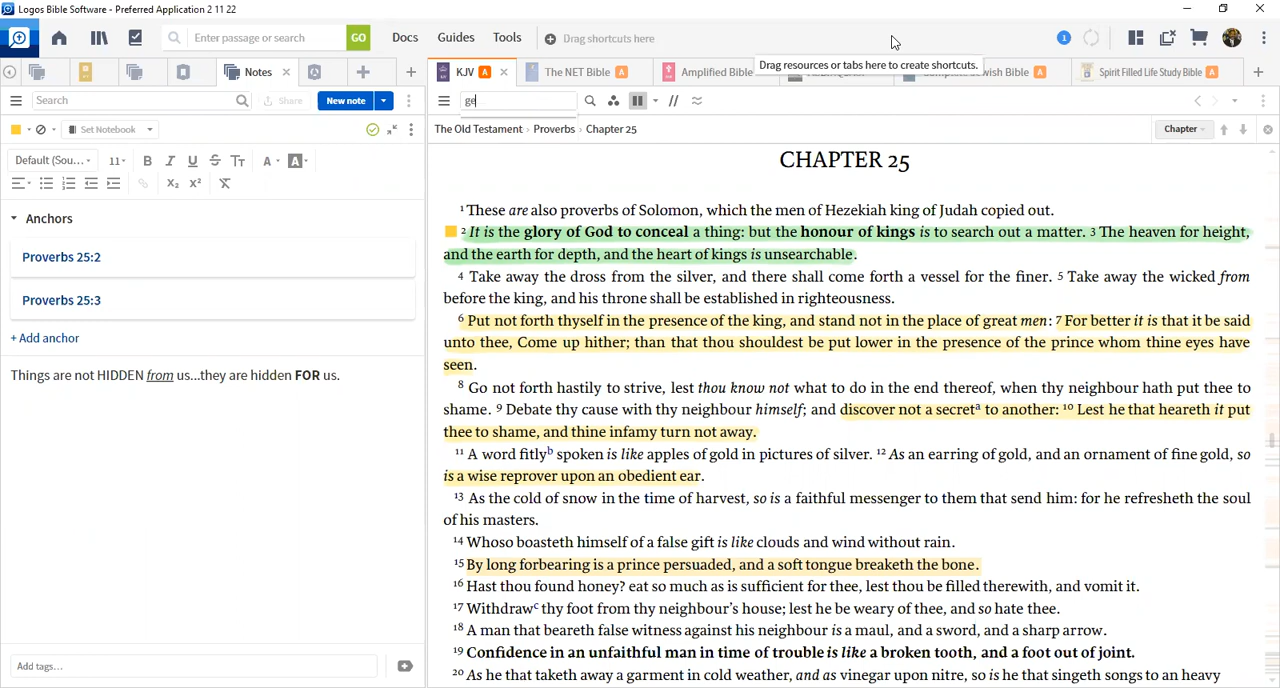 Logos Bible Software - Preferred Application 2 11 22
Enter passage or search
GO
Docs
Guides
Tools
Drag shortcuts here
1
Notes
KJV A
The NET Bible A
Amplified Bible
Drag resources or tabs here to create shortcuts.
Jewish Bible A
Spirit Filled Life Study Bible A
Search
Share
New note
ge
Set Notebook
The Old Testament › Proverbs › Chapter 25
Chapter
Default (Sou...
11
B I U S Tt A A
X₂ X²
CHAPTER 25
Anchors
Proverbs 25:2
Proverbs 25:3
+ Add anchor
Things are not HIDDEN from us...they are hidden FOR us.
Add tags...
1 These are also proverbs of Solomon, which the men of Hezekiah king of Judah copied out.
2 It is the glory of God to conceal a thing: but the honour of kings is to search out a matter. 3 The heaven for height,
and the earth for depth, and the heart of kings is unsearchable.
4 Take away the dross from the silver, and there shall come forth a vessel for the finer. 5 Take away the wicked from
before the king, and his throne shall be established in righteousness.
6 Put not forth thyself in the presence of the king, and stand not in the place of great men: 7 For better it is that it be said
unto thee, Come up hither; than that thou shouldest be put lower in the presence of the prince whom thine eyes have
seen.
8 Go not forth hastily to strive, lest thou know not what to do in the end thereof, when thy neighbour hath put thee to
shame. 9 Debate thy cause with thy neighbour himself; and discover not a secretᵃ to another: 10 Lest he that heareth it put
thee to shame, and thine infamy turn not away.
11 A word fitlyᵇ spoken is like apples of gold in pictures of silver. 12 As an earring of gold, and an ornament of fine gold, so
is a wise reprover upon an obedient ear.
13 As the cold of snow in the time of harvest, so is a faithful messenger to them that send him: for he refresheth the soul
of his masters.
14 Whoso boasteth himself of a false gift is like clouds and wind without rain.
15 By long forbearing is a prince persuaded, and a soft tongue breaketh the bone.
16 Hast thou found honey? eat so much as is sufficient for thee, lest thou be filled therewith, and vomit it.
17 Withdrawᶜ thy foot from thy neighbour's house; lest he be weary of thee, and so hate thee.
18 A man that beareth false witness against his neighbour is a maul, and a sword, and a sharp arrow.
19 Confidence in an unfaithful man in time of trouble is like a broken tooth, and a foot out of joint.
20 As he that taketh away a garment in cold weather, and as vinegar upon nitre, so is he that singeth songs to an heavy